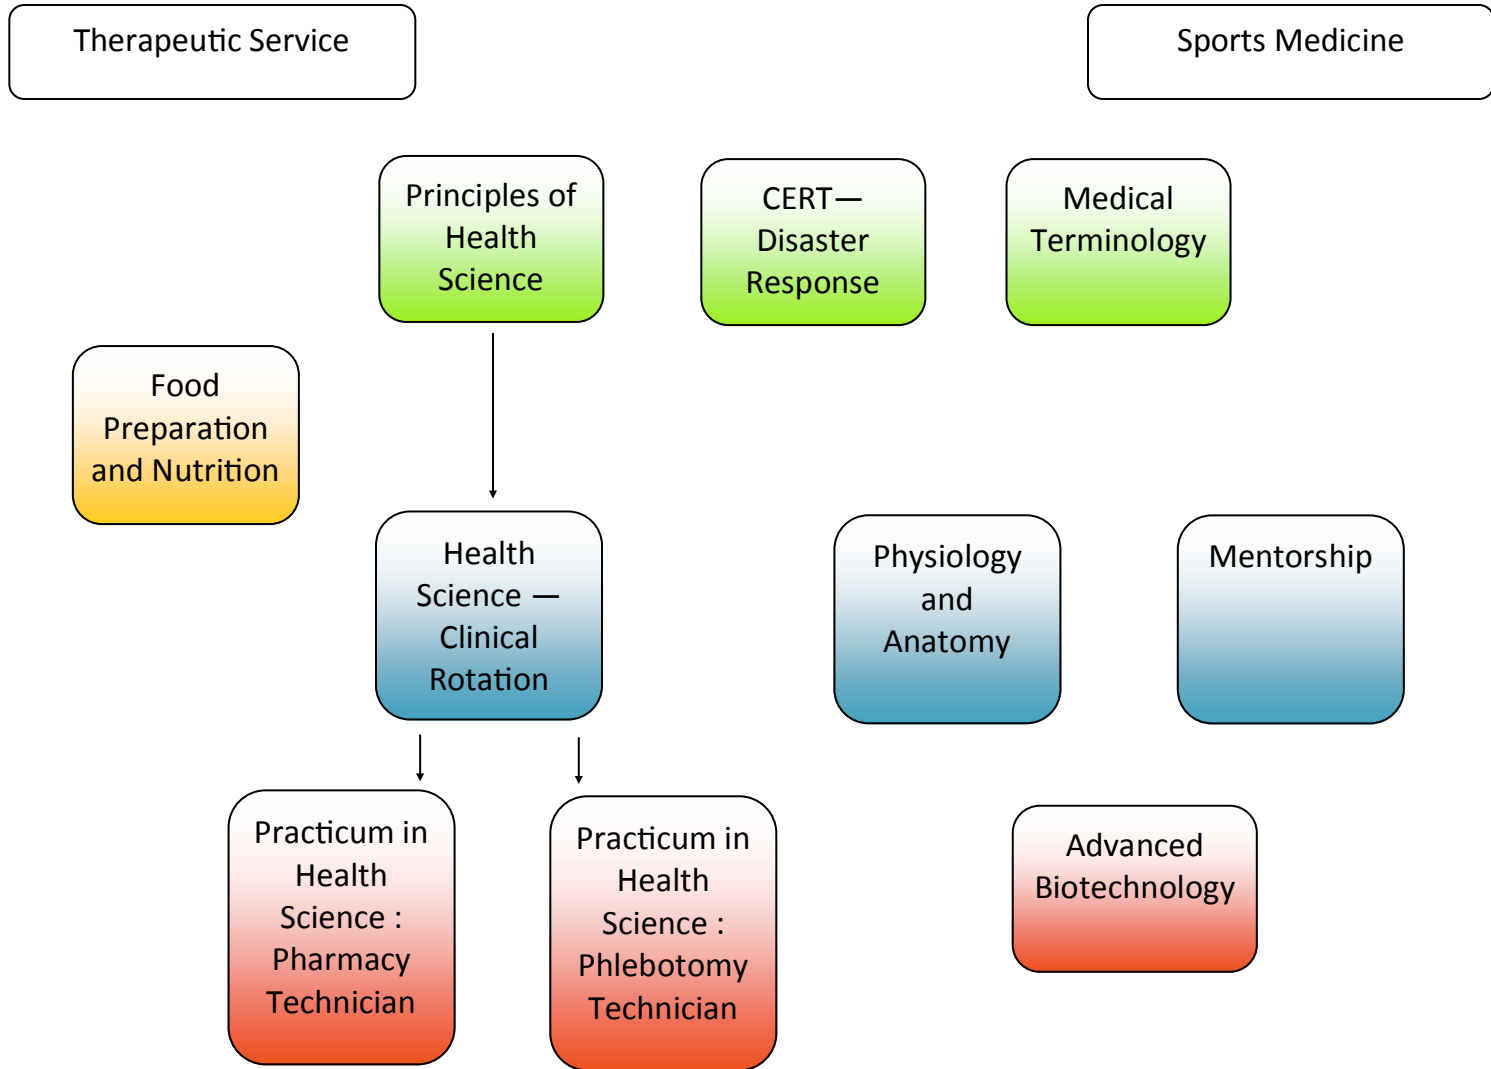 Therapeutic Service
Sports Medicine
Principles of
Health
Science
CERT—
Disaster
Response
Medical
Terminology
Food
Preparation
and Nutrition
Health
Science —
Clinical
Rotation
Physiology
and
Anatomy
Mentorship
Practicum in
Health
Science :
Pharmacy
Technician
Practicum in
Health
Science :
Phlebotomy
Technician
Advanced
Biotechnology